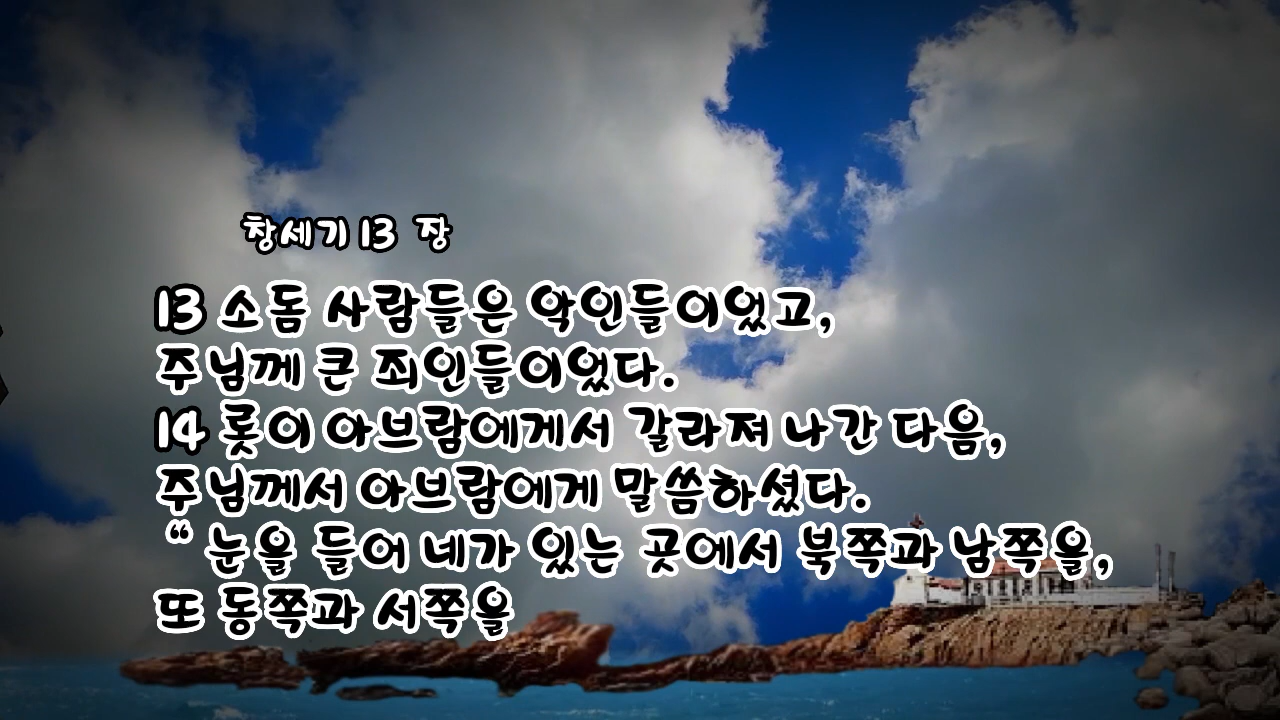 창세기 13 장
13 소돔 사람들은 악인들이었고,
주님께 큰 죄인들이었다.
14 롯이 아브람에게서 갈라져 나간 다음,
주님께서 아브람에게 말씀하셨다.
“ 눈을 들어 네가 있는 곳에서 북쪽과 남쪽을,
또 동쪽과 서쪽을